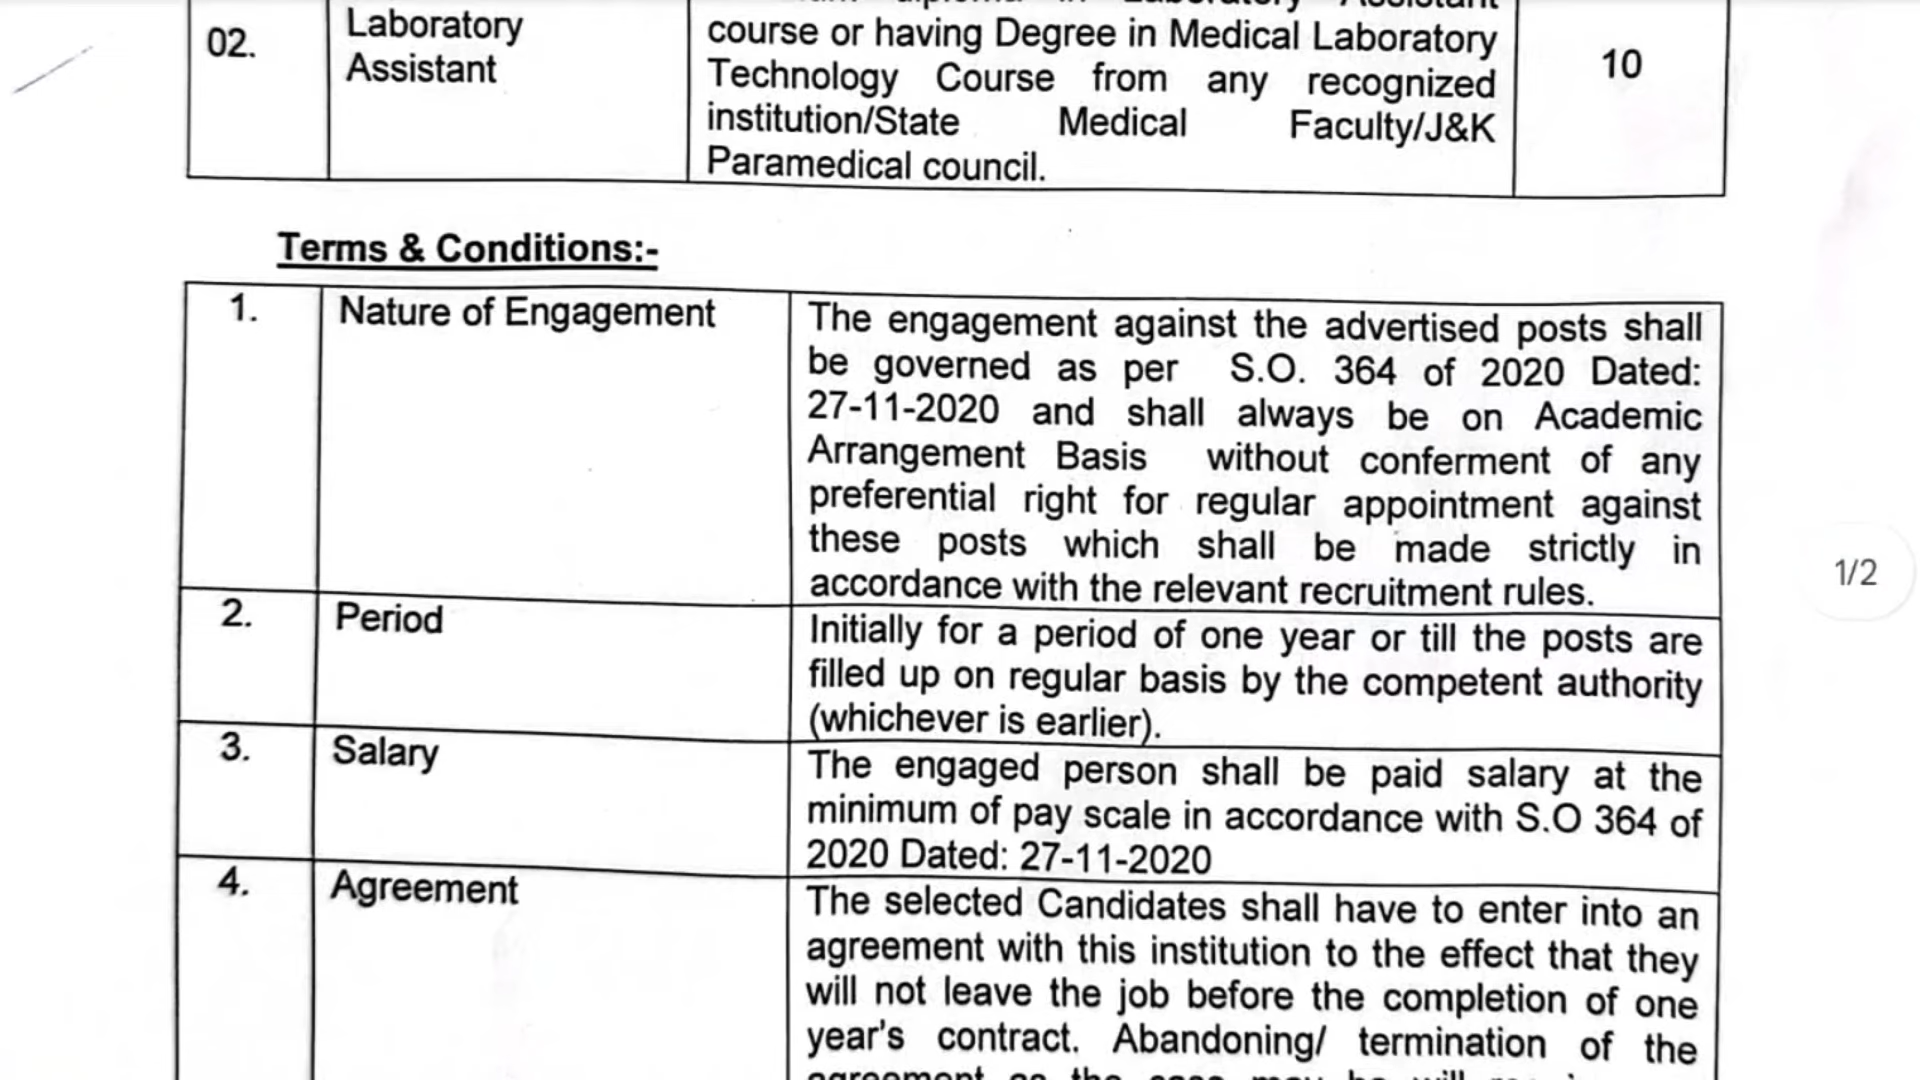 02.
Laboratory
Assistant
course or having Degree in Medical Laboratory
Technology Course from any recognized
institution/State Medical Faculty/J&K
Paramedical council.
10
Terms & Conditions:-
1.
Nature of Engagement
The engagement against the advertised posts shall
be governed as per S.O. 364 of 2020 Dated:
27-11-2020 and shall always be on Academic
Arrangement Basis without conferment of any
preferential right for regular appointment against
these posts which shall be made strictly in
accordance with the relevant recruitment rules.
2.
Period
Initially for a period of one year or till the posts are
filled up on regular basis by the competent authority
(whichever is earlier).
3.
Salary
The engaged person shall be paid salary at the
minimum of pay scale in accordance with S.O 364 of
2020 Dated: 27-11-2020
4.
Agreement
The selected Candidates shall have to enter into an
agreement with this institution to the effect that they
will not leave the job before the completion of one
year's contract. Abandoning/ termination of the
1/2